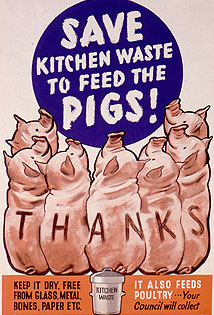 SAVE
KITCHEN WASTE
TO FEED THE
PIGS!
THANKS
KEEP IT DRY, FREE
FROM GLASS, METAL,
BONES, PAPER ETC.
KITCHEN
WASTE
IT ALSO FEEDS
POULTRY ··· Your
Council will collect